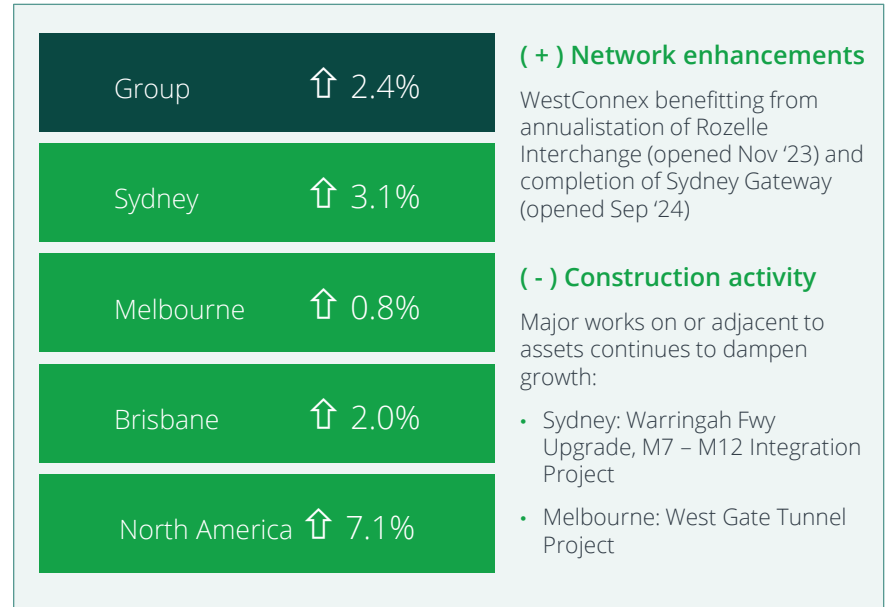 Group ⇧ 2.4%
Sydney ⇧ 3.1%
Melbourne ⇧ 0.8%
Brisbane ⇧ 2.0%
North America ⇧ 7.1%
( + ) Network enhancements
WestConnex benefitting from
annualistation of Rozelle
Interchange (opened Nov ‘23) and
completion of Sydney Gateway
(opened Sep ‘24)
( - ) Construction activity
Major works on or adjacent to
assets continues to dampen
growth:
• Sydney: Warringah Fwy
Upgrade, M7 – M12 Integration
Project
• Melbourne: West Gate Tunnel
Project